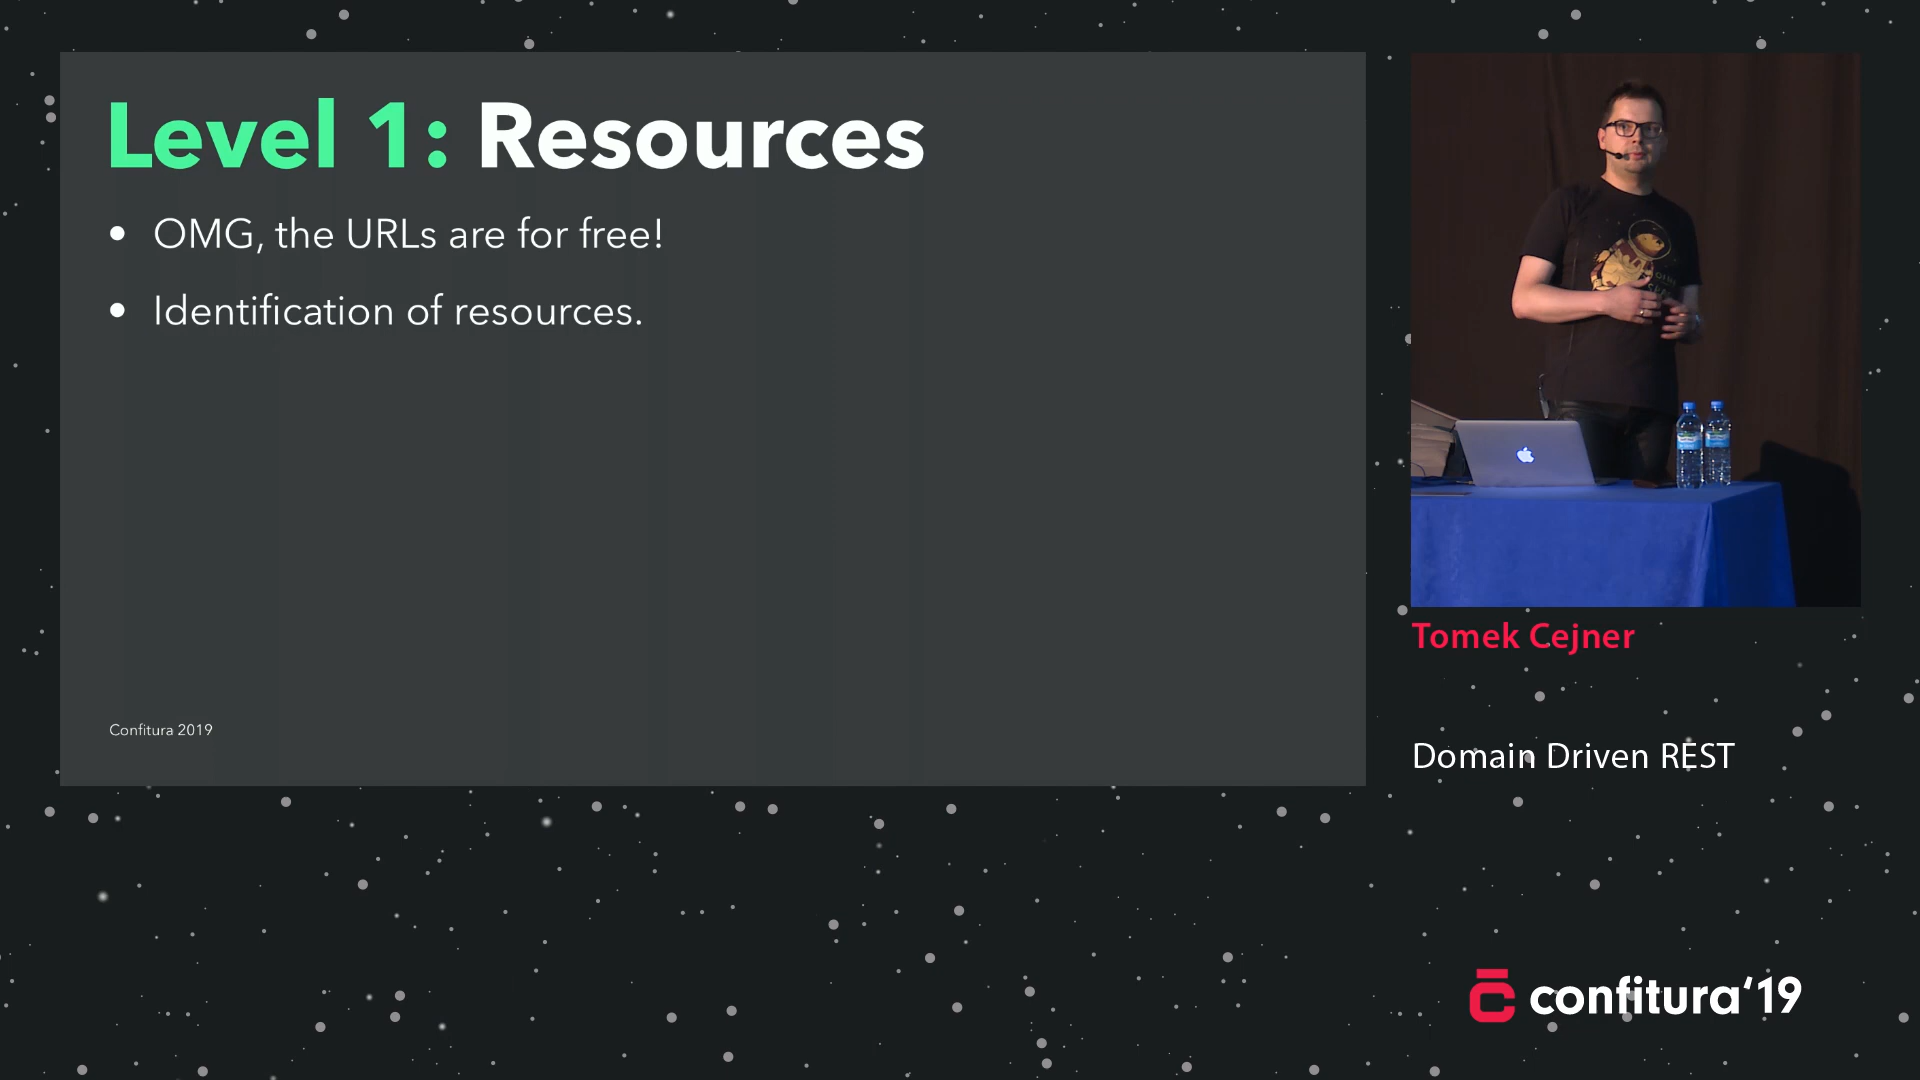 Level 1: Resources
• OMG, the URLs are for free!
• Identification of resources.
Confitura 2019
Tomek Cejner
Domain Driven REST
confitura‘19